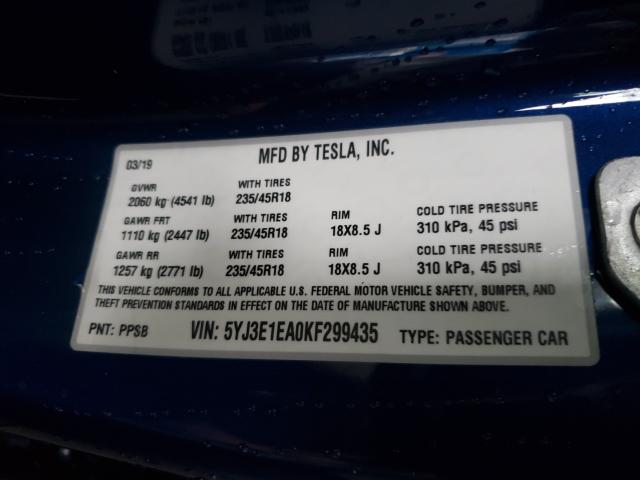 03/19 MFD BY TESLA, INC.
GVWR WITH TIRES
2060 kg (4541 lb) 235/45R18
GAWR FRT WITH TIRES RIM COLD TIRE PRESSURE
1110 kg (2447 lb) 235/45R18 18X8.5 J 310 kPa, 45 psi
GAWR RR WITH TIRES RIM COLD TIRE PRESSURE
1257 kg (2771 lb) 235/45R18 18X8.5 J 310 kPa, 45 psi
THIS VEHICLE CONFORMS TO ALL APPLICABLE U.S. FEDERAL MOTOR VEHICLE SAFETY, BUMPER, AND
THEFT PREVENTION STANDARDS IN EFFECT ON THE DATE OF MANUFACTURE SHOWN ABOVE.
PNT: PPSB VIN: 5YJ3E1EA0KF299435 TYPE: PASSENGER CAR